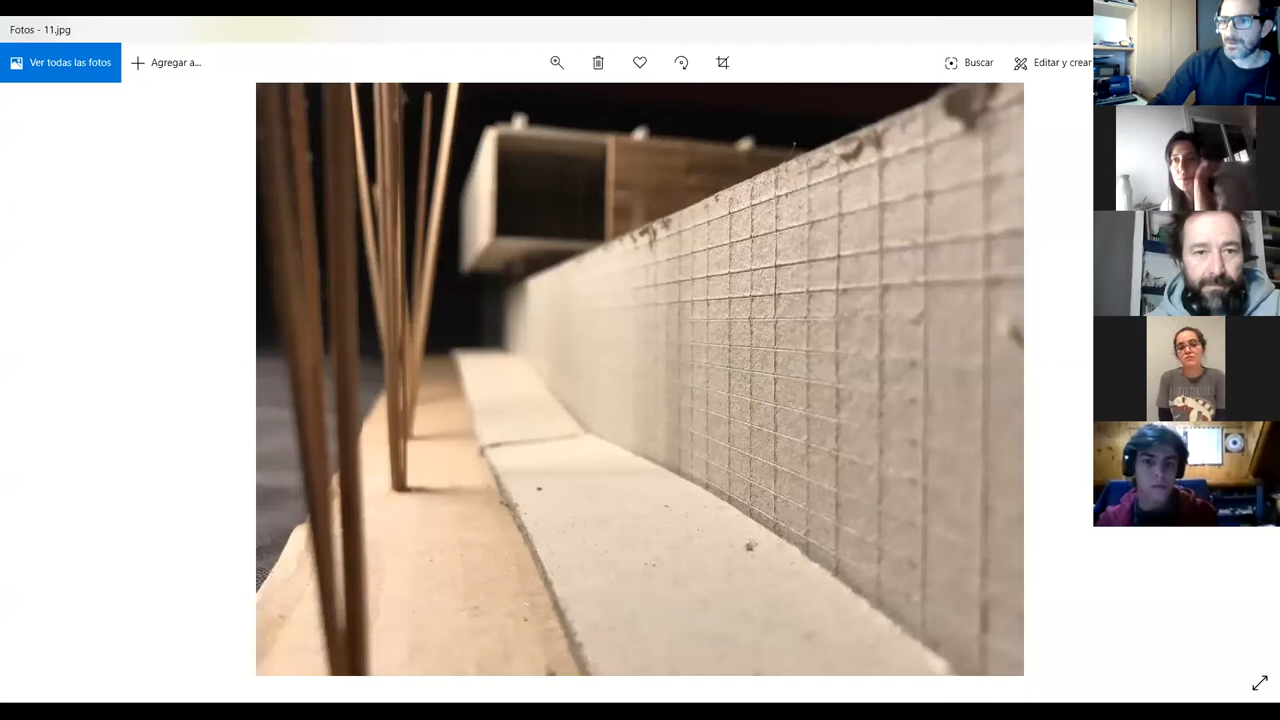 Fotos - 11.jpg
Ver todas las fotos
Agregar a...
Buscar
Editar y crear